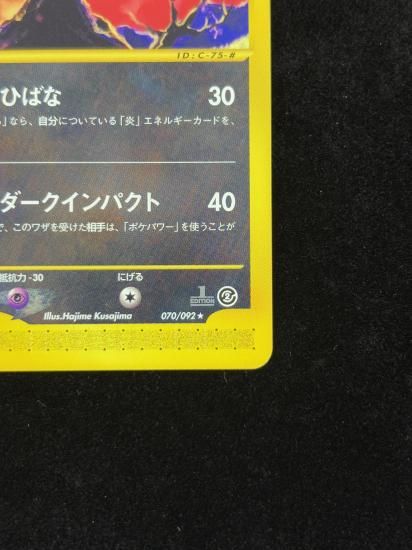 ID:C-75-#
ひばな 30
」なら、自分についている「炎」エネルギーカードを、
ダークインパクト 40
で、このワザを受けた相手は、「ポケパワー」を使うことが
抵抗力-30 にげる
1 EDITION
Illus.Hajime Kusajima 070/092★